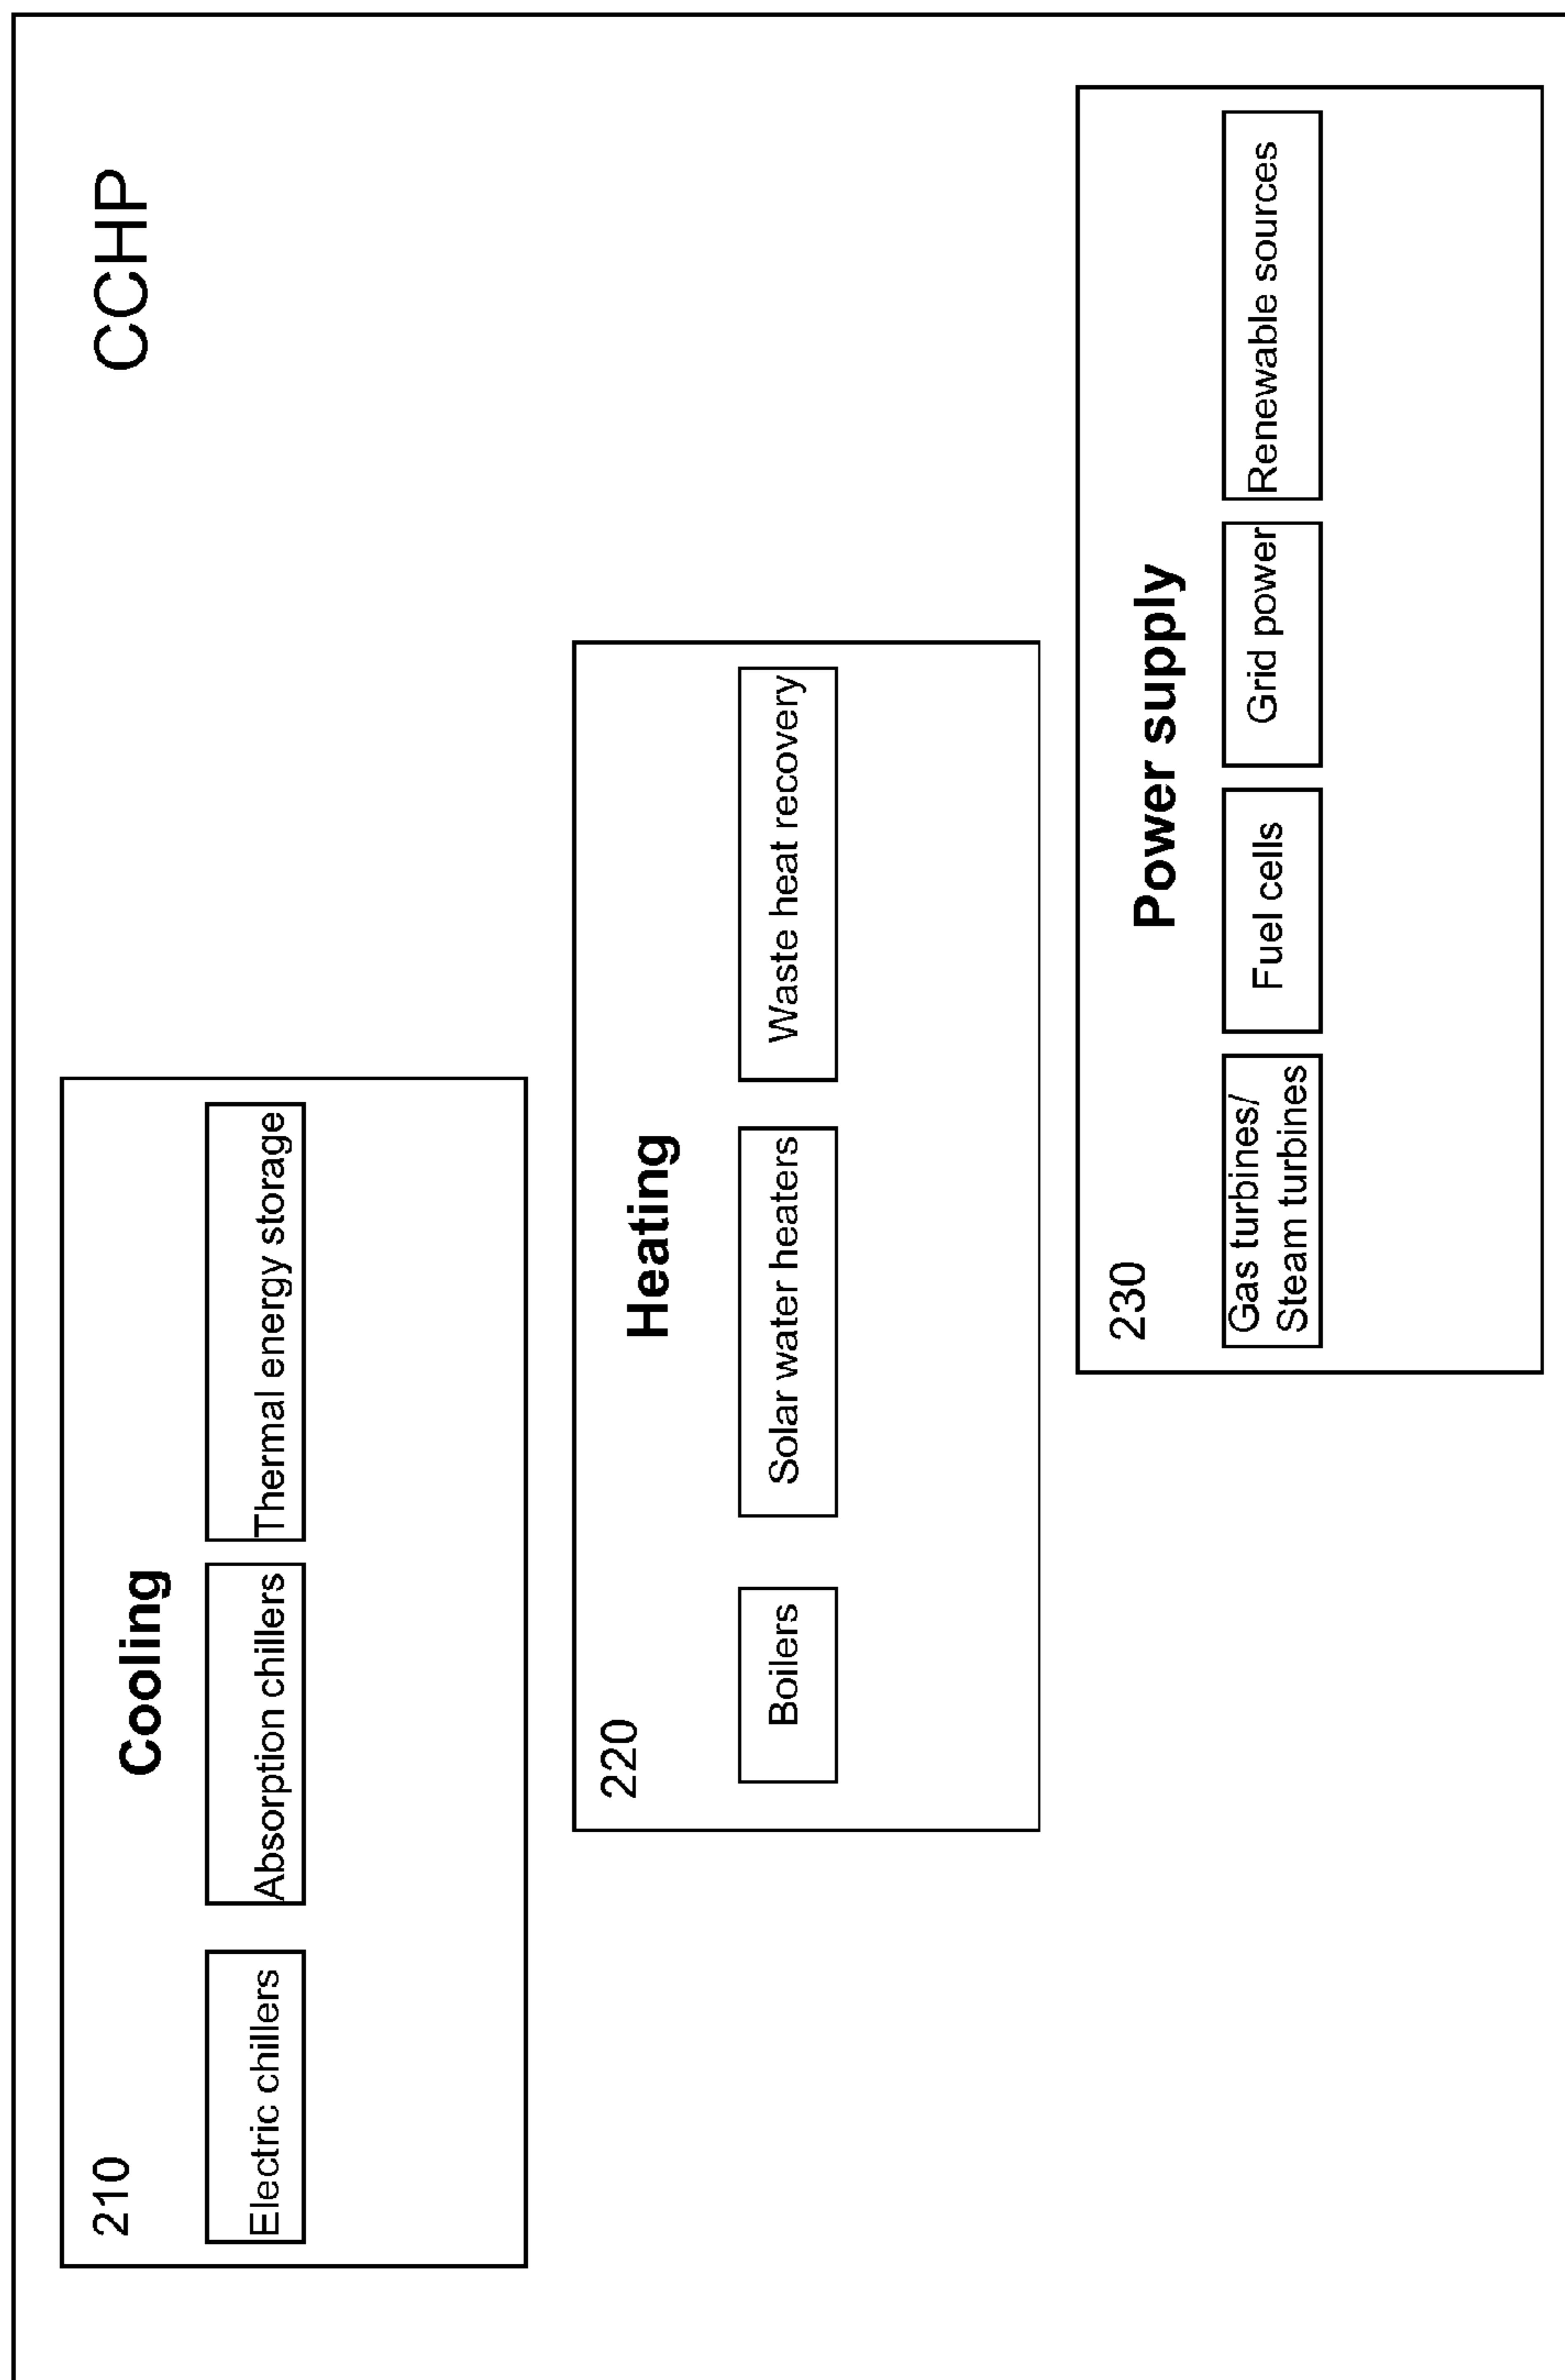 CCHP
210
Cooling
Electric chillers
Absorption chillers
Thermal energy storage
220
Heating
Boilers
Solar water heaters
Waste heat recovery
230
Power supply
Gas turbines/
Steam turbines
Fuel cells
Grid power
Renewable sources